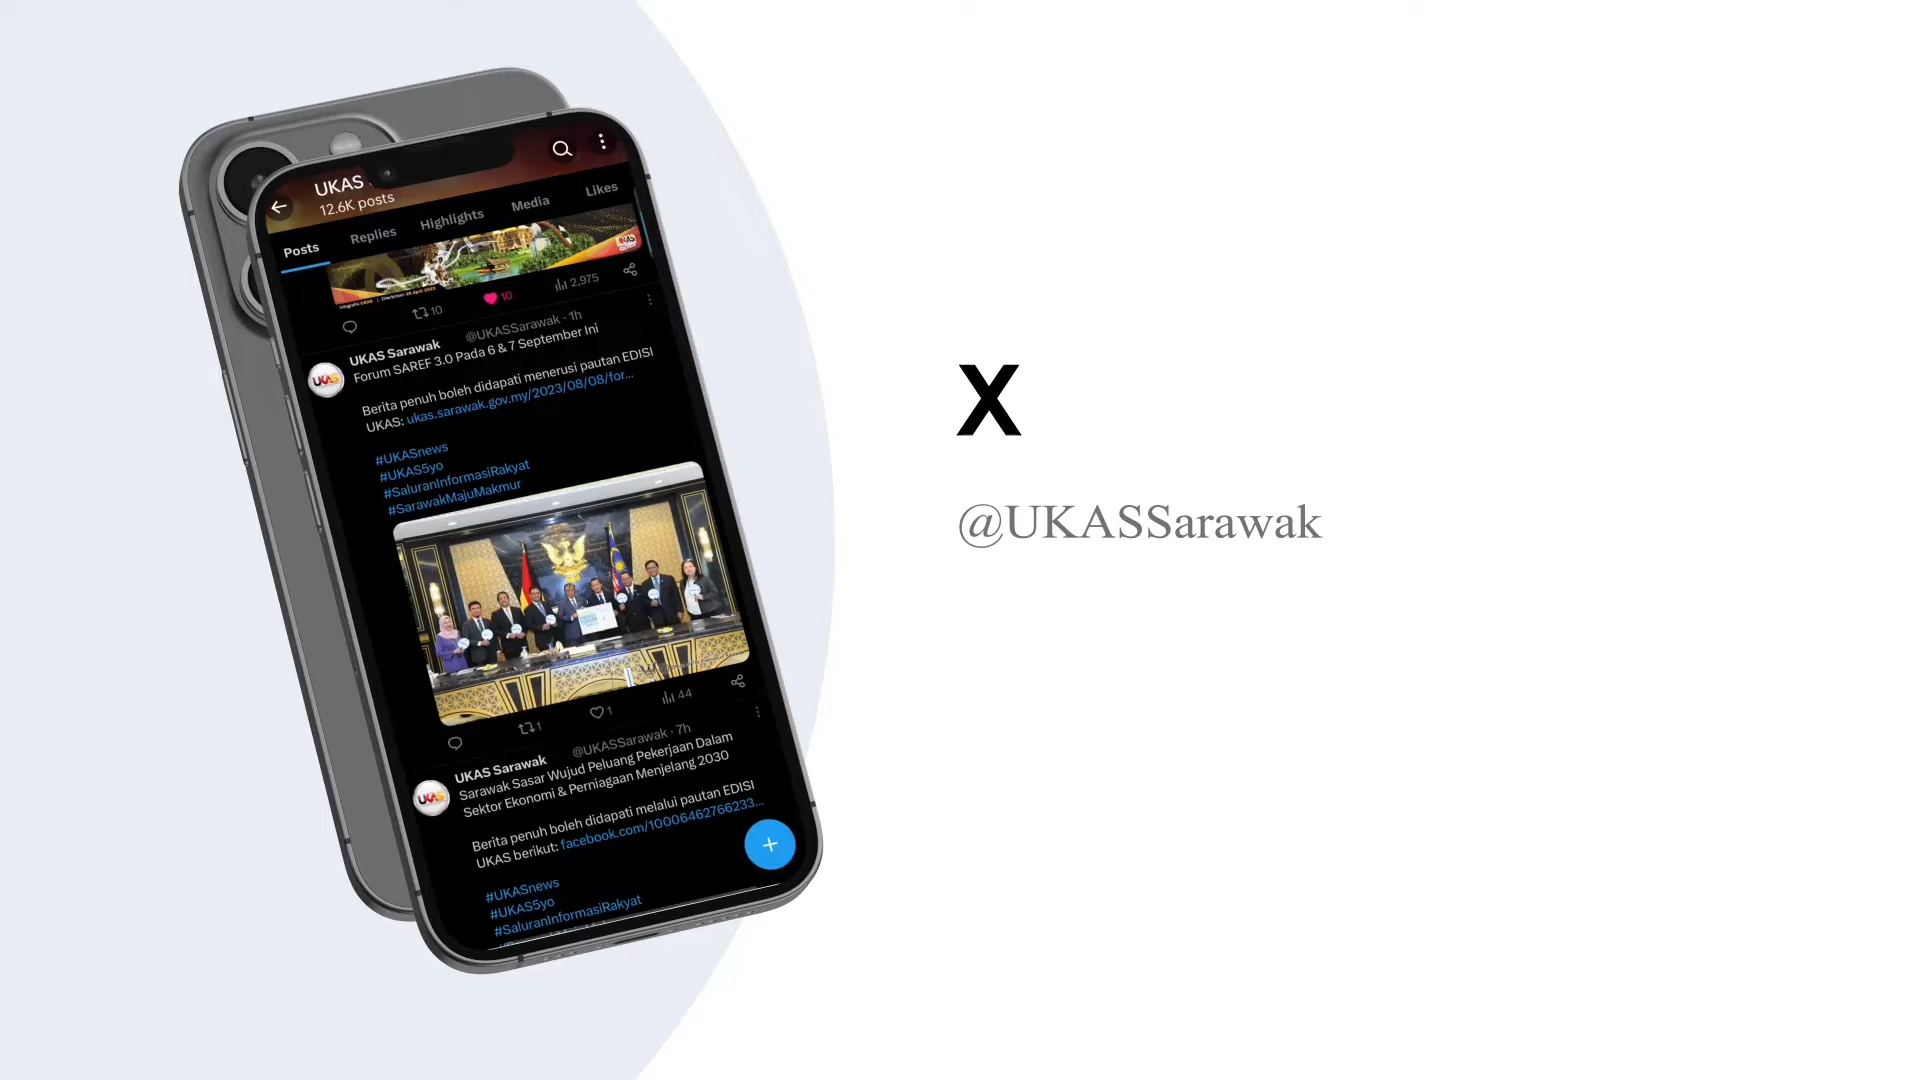 UKAS
12.6K posts
Posts
Replies
Highlights
Media
Likes
UKAS
10
10
2,975
UKAS Sarawak
@UKASSarawak · 1h
Forum SAREF 3.0 Pada 6 & 7 September Ini
Berita penuh boleh didapati menerusi pautan EDISI
UKAS: ukas.sarawak.gov.my/2023/08/08/for...
#UKASnews
#UKAS5yo
#SaluranInformasiRakyat
#SarawakMajuMakmur
1
1
44
UKAS
UKAS Sarawak
@UKASSarawak · 7h
Sarawak Sasar Wujud Peluang Pekerjaan Dalam
Sektor Ekonomi & Perniagaan Menjelang 2030
Berita penuh boleh didapati melalui pautan EDISI
UKAS berikut: facebook.com/10006462766233...
UKAS
#UKASnews
#UKAS5yo
#SaluranInformasiRakyat
X
@UKASSarawak